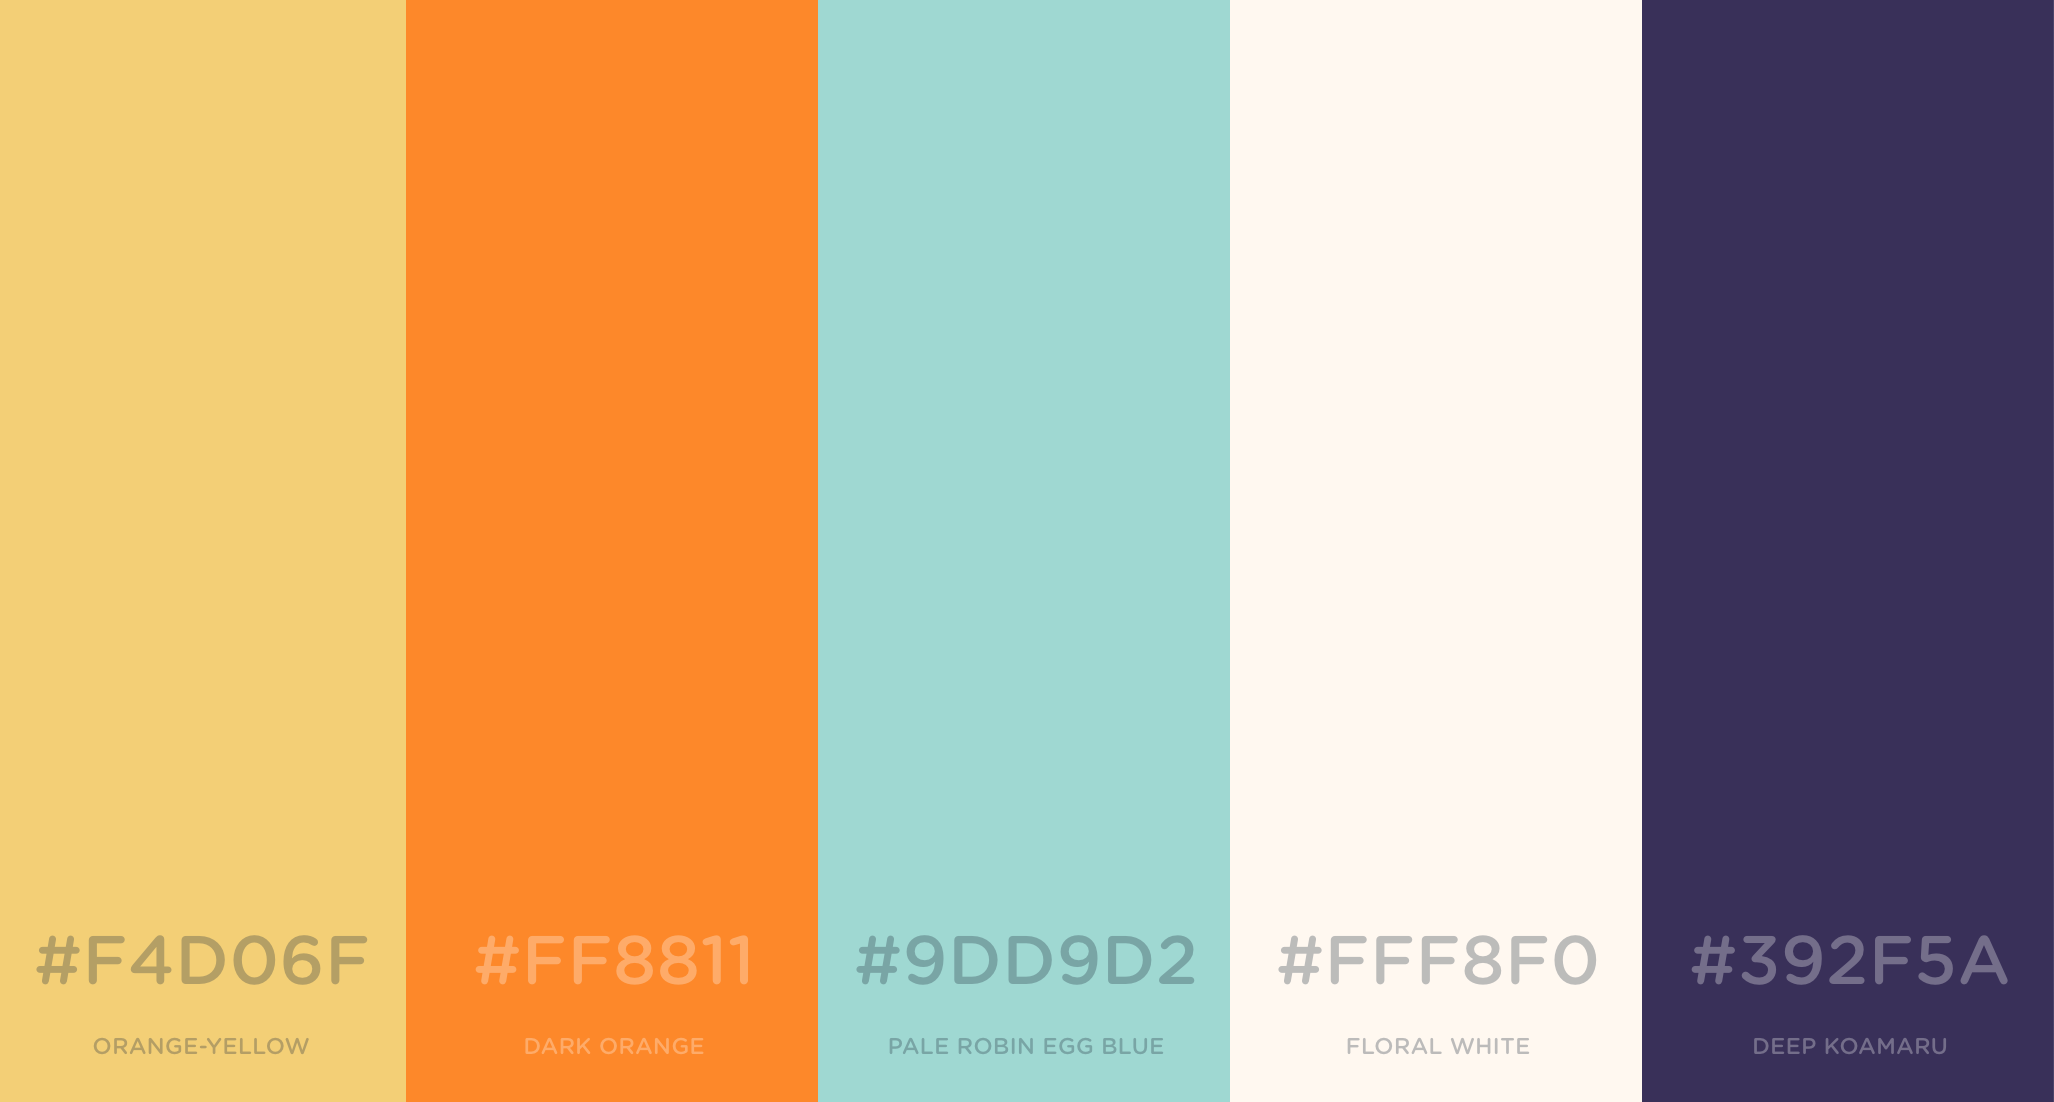 #F4D06F
ORANGE-YELLOW
#FF8811
DARK ORANGE
#9DD9D2
PALE ROBIN EGG BLUE
#FFF8F0
FLORAL WHITE
#392F5A
DEEP KOAMARU